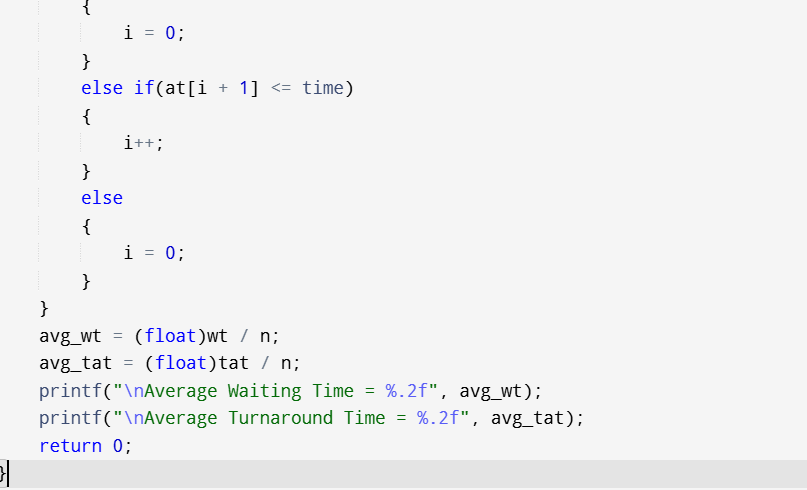 {
i = 0;
}
else if(at[i + 1] <= time)
{
i++;
}
else
{
i = 0;
}
}
avg_wt = (float)wt / n;
avg_tat = (float)tat / n;
printf("\nAverage Waiting Time = %.2f", avg_wt);
printf("\nAverage Turnaround Time = %.2f", avg_tat);
return 0;
}